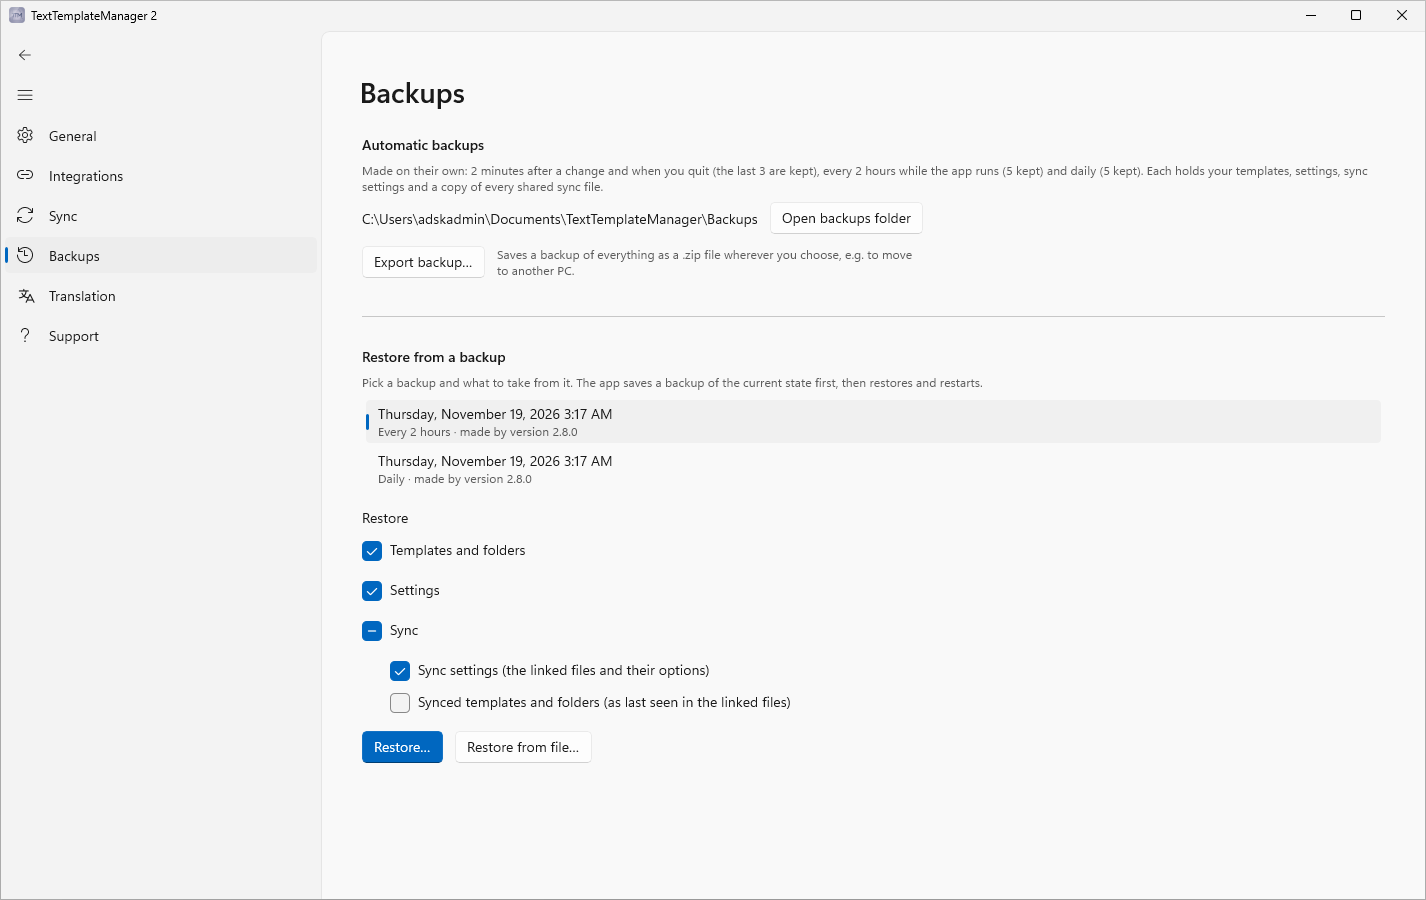 TextTemplateManager 2
General
Integrations
Sync
Backups
Translation
Support
Backups
Automatic backups
Made on their own: 2 minutes after a change and when you quit (the last 3 are kept), every 2 hours while the app runs (5 kept) and daily (5 kept). Each holds your templates, settings, sync
settings and a copy of every shared sync file.
C:\Users\adskadmin\Documents\TextTemplateManager\Backups
Open backups folder
Export backup...
Saves a backup of everything as a .zip file wherever you choose, e.g. to move
to another PC.
Restore from a backup
Pick a backup and what to take from it. The app saves a backup of the current state first, then restores and restarts.
Thursday, November 19, 2026 3:17 AM
Every 2 hours · made by version 2.8.0
Thursday, November 19, 2026 3:17 AM
Daily · made by version 2.8.0
Restore
Templates and folders
Settings
Sync
Sync settings (the linked files and their options)
Synced templates and folders (as last seen in the linked files)
Restore...
Restore from file...